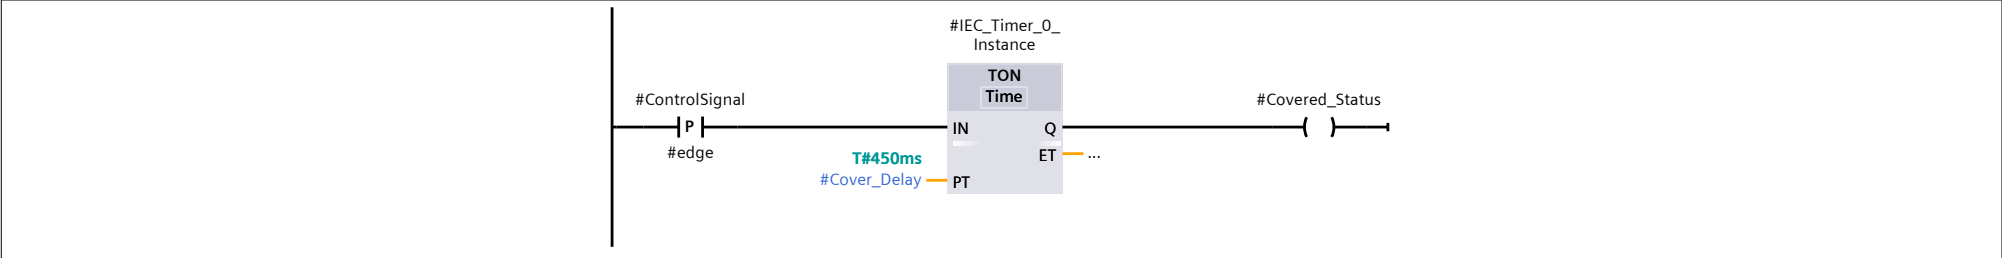 #IEC_Timer_0_
Instance
TON
Time
#ControlSignal
#Covered_Status
P
IN
Q
#edge
ET
...
T#450ms
#Cover_Delay
PT